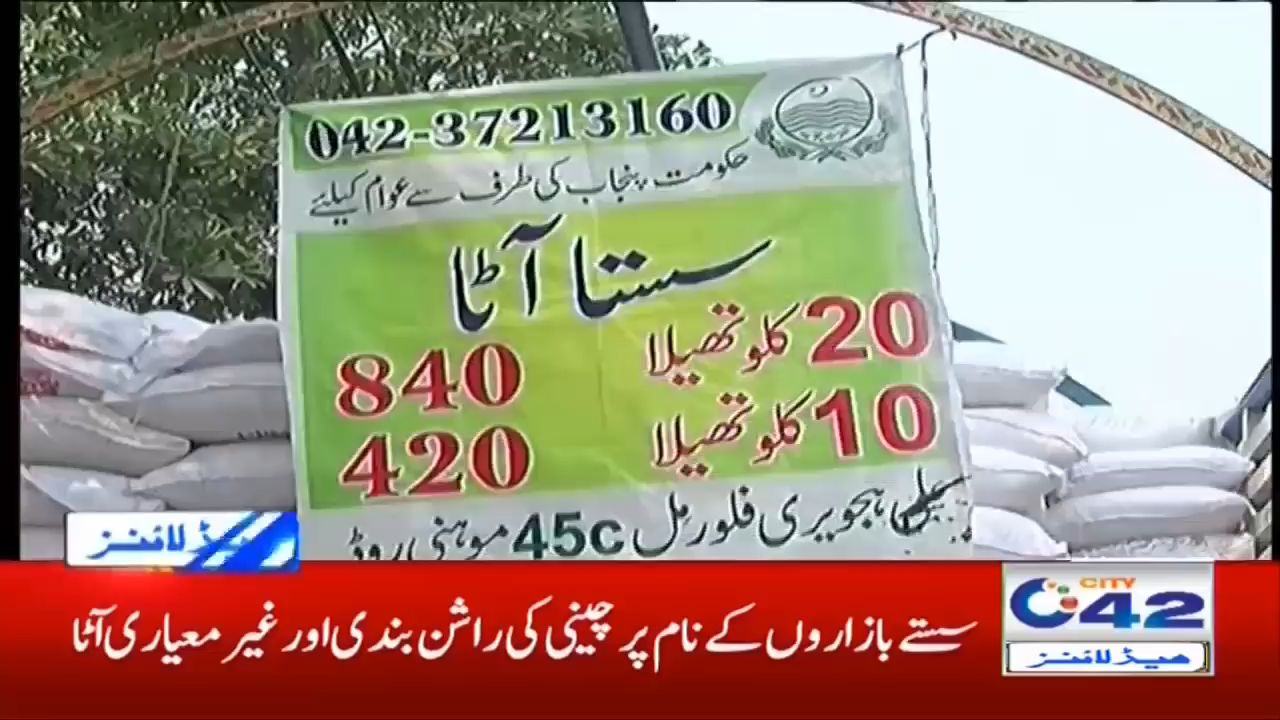 042-37213160
حکومت پنجاب کی طرف سے عوام کیلئے
سستا آٹا
20 کلو تھیلا 840
10 کلو تھیلا 420
ہجویری فلور مل 45c موہنی روڈ
ہیڈ لائنز
سستے بازاروں کے نام پر چینی کی راشن بندی اور غیر معیاری آٹا
CITY
42
ہیڈ لائنز